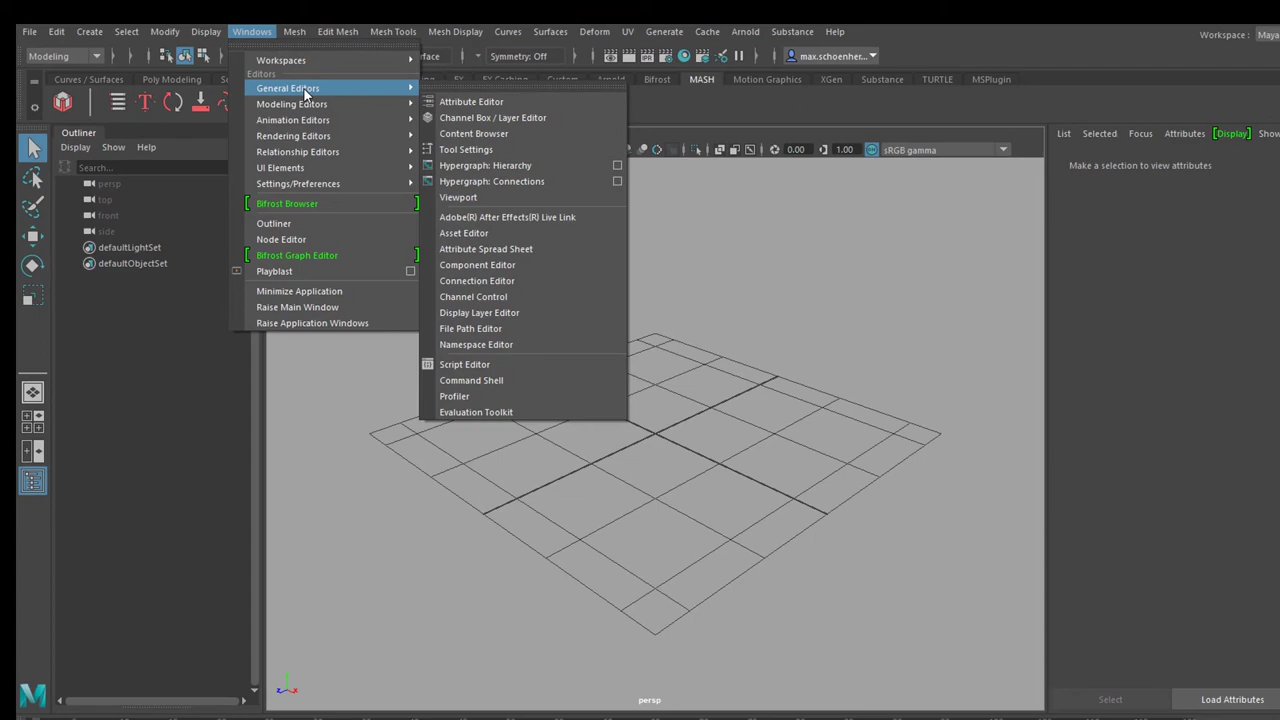 File Edit Create Select Modify Display Windows Mesh Edit Mesh Mesh Tools Mesh Display Curves Surfaces Deform UV Generate Cache Arnold Substance Help Workspace: Maya
Modeling Symmetry: Off max.schoenher...
Curves / Surfaces Poly Modeling Custom Arnold Bifrost MASH Motion Graphics XGen Substance TURTLE MSPlugin
Workspaces
Editors
General Editors
Modeling Editors
Animation Editors
Rendering Editors
Relationship Editors
UI Elements
Settings/Preferences
Bifrost Browser
Outliner
Node Editor
Bifrost Graph Editor
Playblast
Minimize Application
Raise Main Window
Raise Application Windows
Attribute Editor
Channel Box / Layer Editor
Content Browser
Tool Settings
Hypergraph: Hierarchy
Hypergraph: Connections
Viewport
Adobe(R) After Effects(R) Live Link
Asset Editor
Attribute Spread Sheet
Component Editor
Connection Editor
Channel Control
Display Layer Editor
File Path Editor
Namespace Editor
Script Editor
Command Shell
Profiler
Evaluation Toolkit
Outliner
Display Show Help
Search...
persp
top
front
side
defaultLightSet
defaultObjectSet
0.00 1.00 sRGB gamma
List Selected Focus Attributes Display Show
Make a selection to view attributes
persp
Select Load Attributes